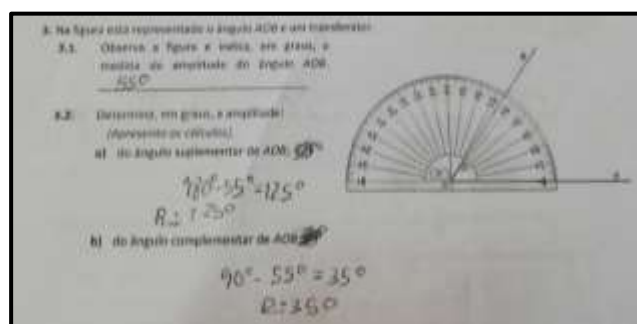 3. Na figura está representado o ângulo AOB e um transferidor.
3.1. Observa a figura e indica, em graus, a
medida de amplitude do ângulo AOB.
55°
3.2. Determina, em graus, a amplitude:
(Apresenta os cálculos)
a) do ângulo suplementar de AOB;
180°-55°=125°
R.: 125°
b) do ângulo complementar de AOB
90° - 55° = 35°
R.: 35°